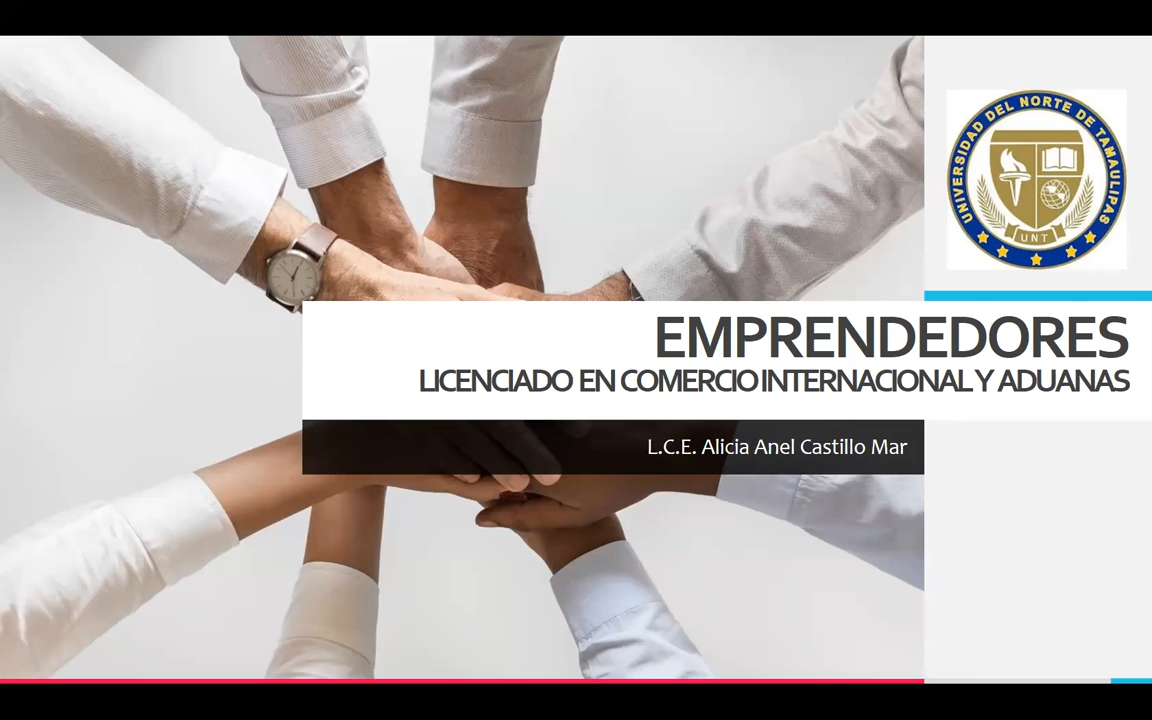 UNIVERSIDAD DEL NORTE DE TAMAULIPAS
UNT
EMPRENDEDORES
LICENCIADO EN COMERCIO INTERNACIONAL Y ADUANAS
L.C.E. Alicia Anel Castillo Mar